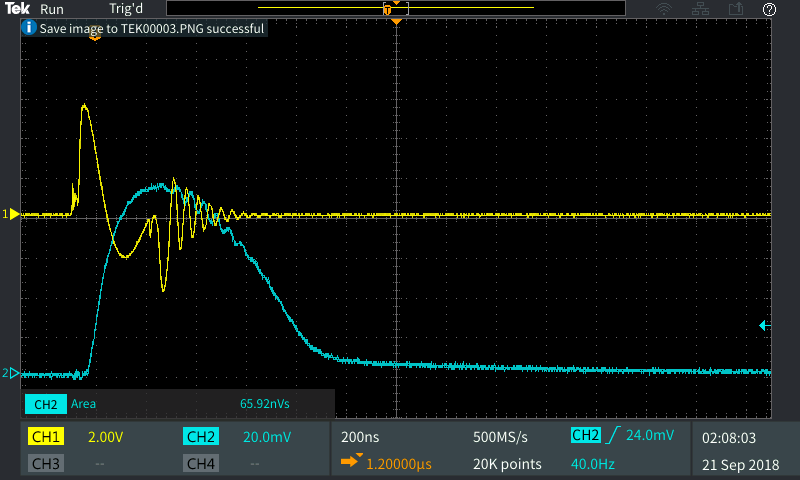 Tek Run Trig'd
T
i Save image to TEK00003.PNG successful
1
2
CH2 Area 65.92nVs
CH1 2.00V CH2 20.0mV 200ns 500MS/s CH2 24.0mV 02:08:03
CH3 -- CH4 -- 1.20000µs 20K points 40.0Hz 21 Sep 2018